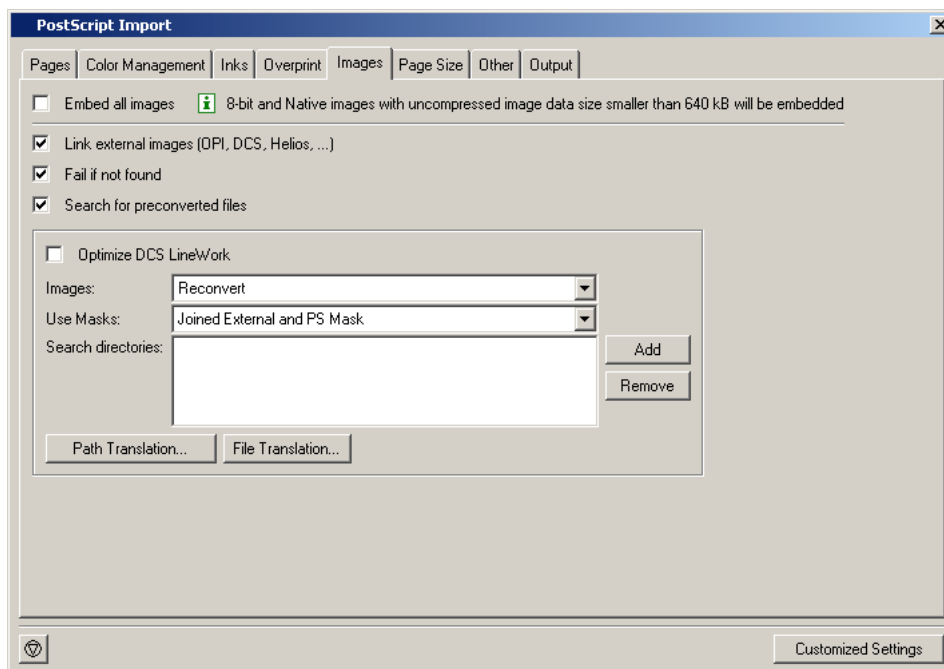 PostScript Import
Pages Color Management Inks Overprint Images Page Size Other Output
Embed all images i 8-bit and Native images with uncompressed image data size smaller than 640 kB will be embedded
Link external images (OPI, DCS, Helios, ...)
Fail if not found
Search for preconverted files
Optimize DCS LineWork
Images: Reconvert
Use Masks: Joined External and PS Mask
Search directories: Add
Remove
Path Translation... File Translation...
Customized Settings